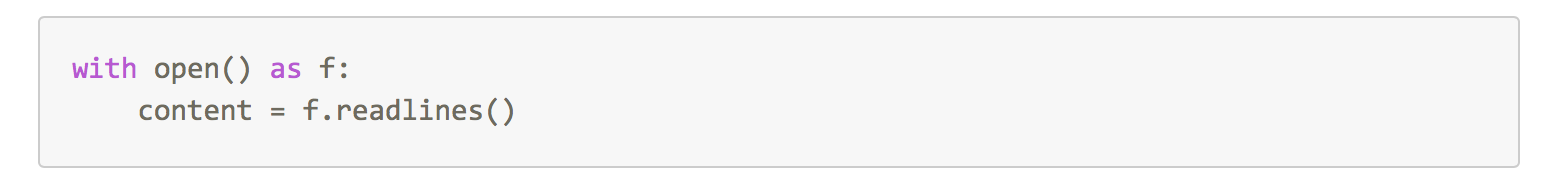 with open() as f:
    content = f.readlines()